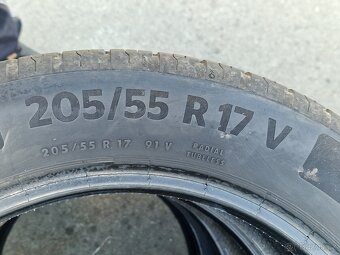 205/55 R 17 V
205/55 R 17 91 V RADIAL
TUBELESS